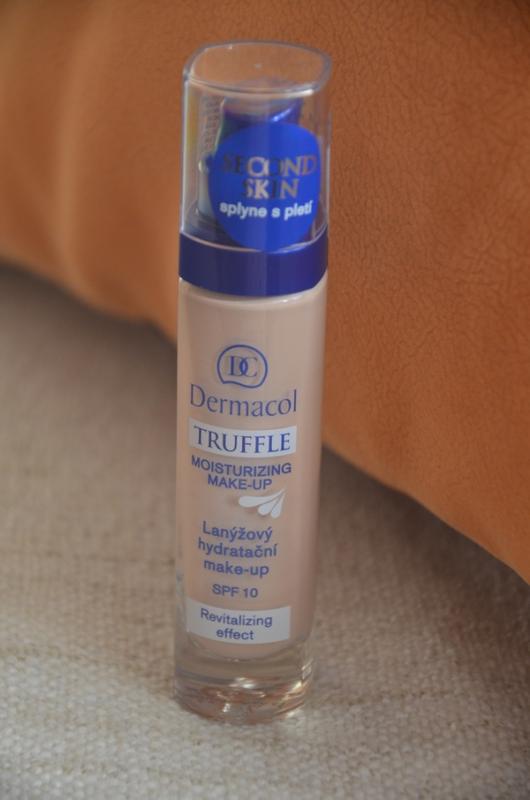 SECOND
SKIN
splyne s pletí
DC
Dermacol
TRUFFLE
MOISTURIZING
MAKE-UP
Lanýžový
hydratační
make-up
SPF 10
Revitalizing
effect